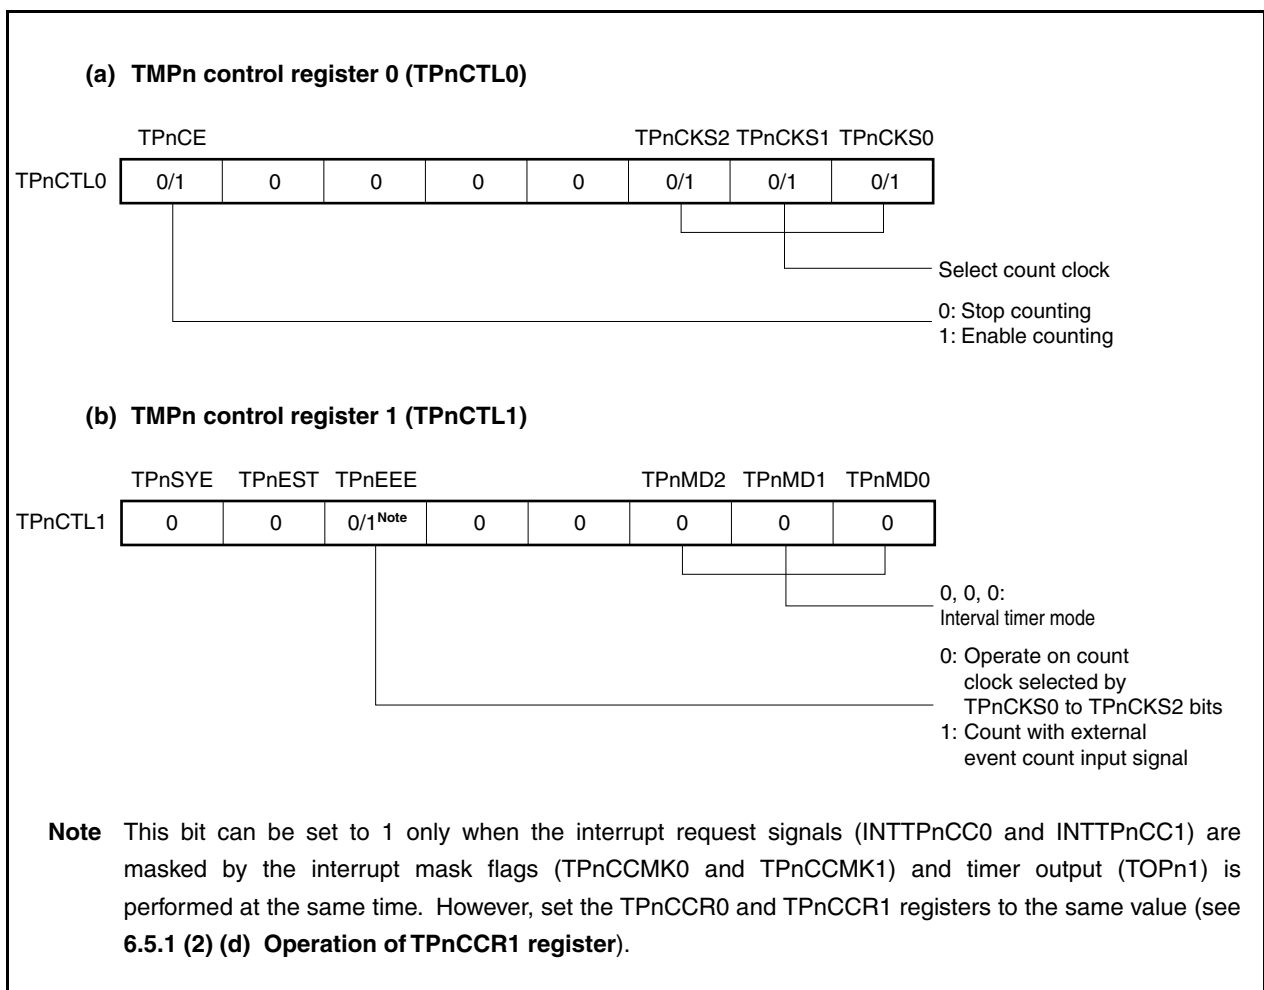 (a) TMPn control register 0 (TPnCTL0)
TPnCE TPnCKS2 TPnCKS1 TPnCKS0
TPnCTL0 0/1 0 0 0 0 0/1 0/1 0/1
Select count clock
0: Stop counting
1: Enable counting
(b) TMPn control register 1 (TPnCTL1)
TPnSYE TPnEST TPnEEE TPnMD2 TPnMD1 TPnMD0
TPnCTL1 0 0 0/1Note 0 0 0 0 0
0, 0, 0:
Interval timer mode
0: Operate on count
clock selected by
TPnCKS0 to TPnCKS2 bits
1: Count with external
event count input signal
Note This bit can be set to 1 only when the interrupt request signals (INTTPnCC0 and INTTPnCC1) are
masked by the interrupt mask flags (TPnCCMK0 and TPnCCMK1) and timer output (TOPn1) is
performed at the same time. However, set the TPnCCR0 and TPnCCR1 registers to the same value (see
6.5.1 (2) (d) Operation of TPnCCR1 register).